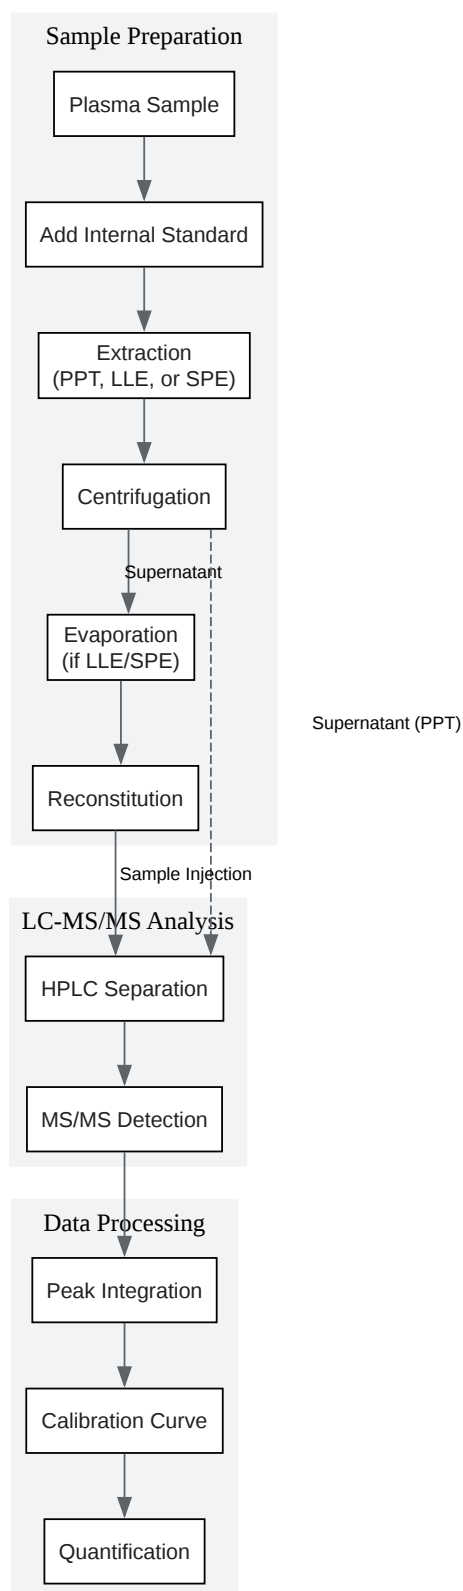 Sample Preparation
Plasma Sample
Add Internal Standard
Extraction
(PPT, LLE, or SPE)
Centrifugation
Supernatant
Evaporation
(if LLE/SPE)
Supernatant (PPT)
Reconstitution
Sample Injection
LC-MS/MS Analysis
HPLC Separation
MS/MS Detection
Data Processing
Peak Integration
Calibration Curve
Quantification